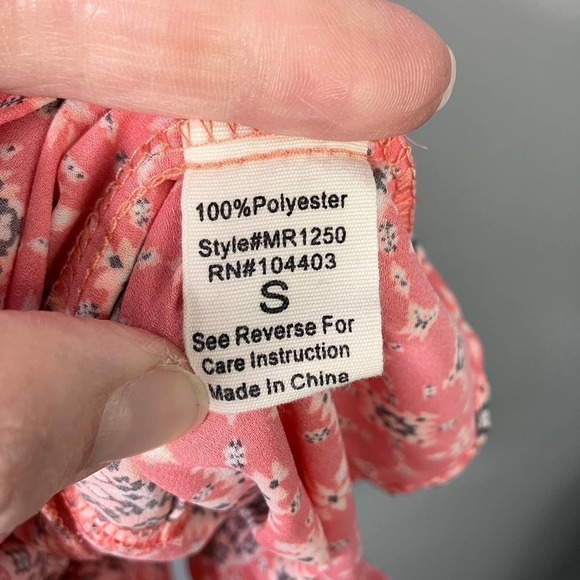 100%Polyester
Style#MR1250
RN#104403
S
See Reverse For
Care Instruction
Made In China